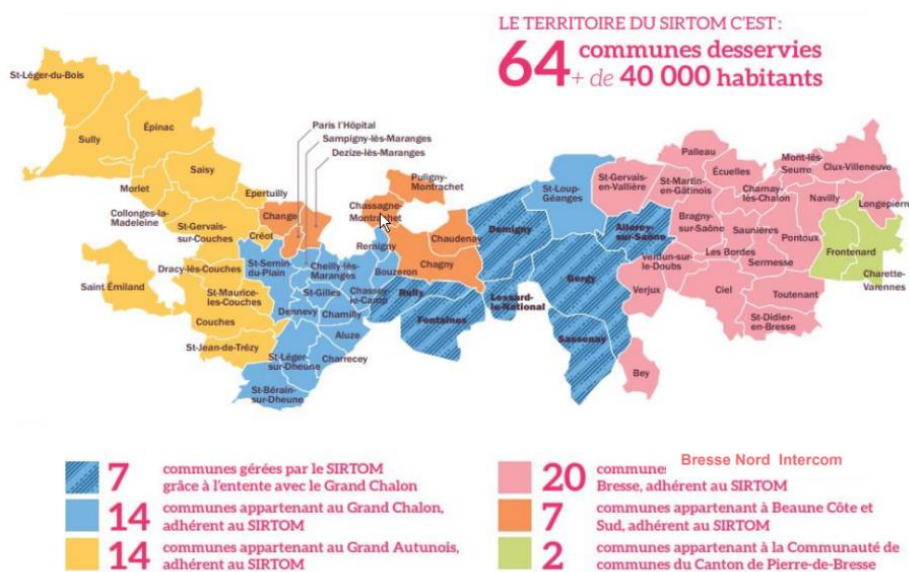 LE TERRITOIRE DU SIRTOM C'EST :
64 communes desservies
+ de 40 000 habitants
St-Léger-du-Bois
Sully
Épinac
Saisy
Morlet
Collonges-la-
Madeleine
Epertuilly
St-Gervais-
sur-Couches
Créot
Change
Paris l'Hôpital
Sampigny-lès-Maranges
Dezize-lès-Maranges
Saint Émiland
Dracy-lès-Couches
St-Maurice-
les-Couches
Couches
St-Jean-de-Trézy
St-Sernin-
du-Plain
Cheilly-lès-
Maranges
St-Gilles
Dennevy
Chassey-
le-Camp
Chamilly
Aluze
Charrecey
St-Léger-
sur-Dheune
St-Bérain-
sur-Dheune
Remigny
Bouzeron
Puligny-
Montrachet
Chassagne-
Montrachet
Chaudenay
Chagny
Rully
Fontaines
Demigny
Lessard-
le-National
St-Loup-
Géanges
Gergy
Sassenay
Allerey-
sur-Saône
St-Gervais-
en-Vallière
Palleau
Écuelles
St-Martin-
en-Gâtinois
Charnay-
lès-Chalon
Mont-lès-
Seurre
Clux-Villeneuve
Longepierre
Navilly
Bragny-
sur-Saône
Saunières
Pontoux
Verdun-sur-
le-Doubs
Les Bordes
Sermesse
Verjux
Ciel
Toutenant
St-Didier-
en-Bresse
Bey
Frontenard
Charette-
Varennes
7 communes gérées par le SIRTOM
grâce à l'entente avec le Grand Chalon
14 communes appartenant au Grand Chalon,
adhérent au SIRTOM
14 communes appartenant au Grand Autunois,
adhérent au SIRTOM
20 commune Bresse Nord Intercom
Bresse, adhérent au SIRTOM
7 communes appartenant à Beaune Côte et
Sud, adhérent au SIRTOM
2 communes appartenant à la Communauté de
communes du Canton de Pierre-de-Bresse